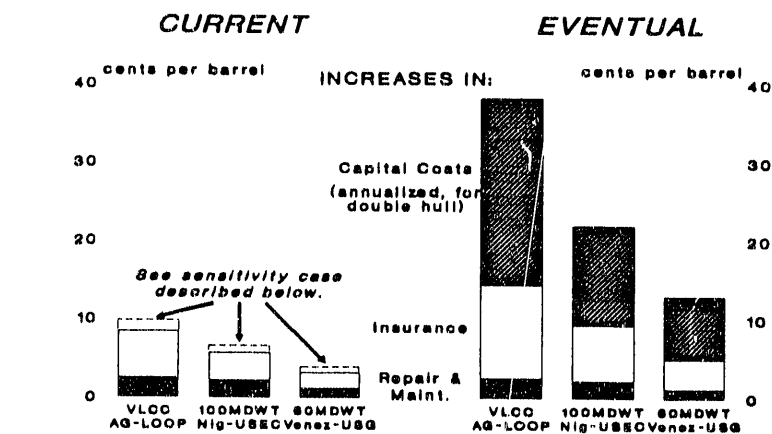 CURRENT
EVENTUAL
cents per barrel
INCREASES IN:
cents per barrel
40
30
20
10
0
40
30
20
10
0
Capital Costs
(annualized, for
double hull)
See sensitivity case
described below.
Insurance
Repair &
Maint.
VLCC
AG-LOOP
100MDWT
Nig-USEC
60MDWT
Venez-USG
VLCC
AG-LOOP
100MDWT
Nig-USEC
60MDWT
Venez-USG